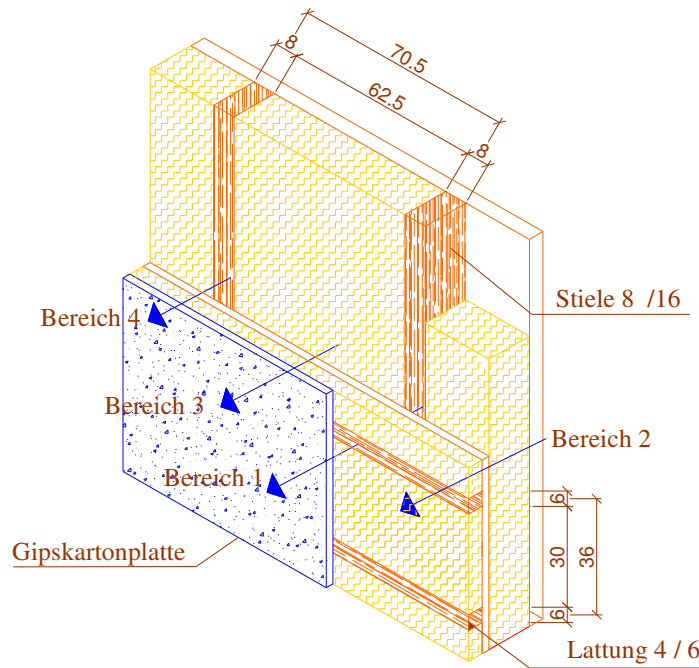 70.5
8
62.5
8
Stiele 8 /16
Bereich 4
Bereich 3
Bereich 2
Bereich 1
6
30
36
6
Gipskartonplatte
Lattung 4 / 6